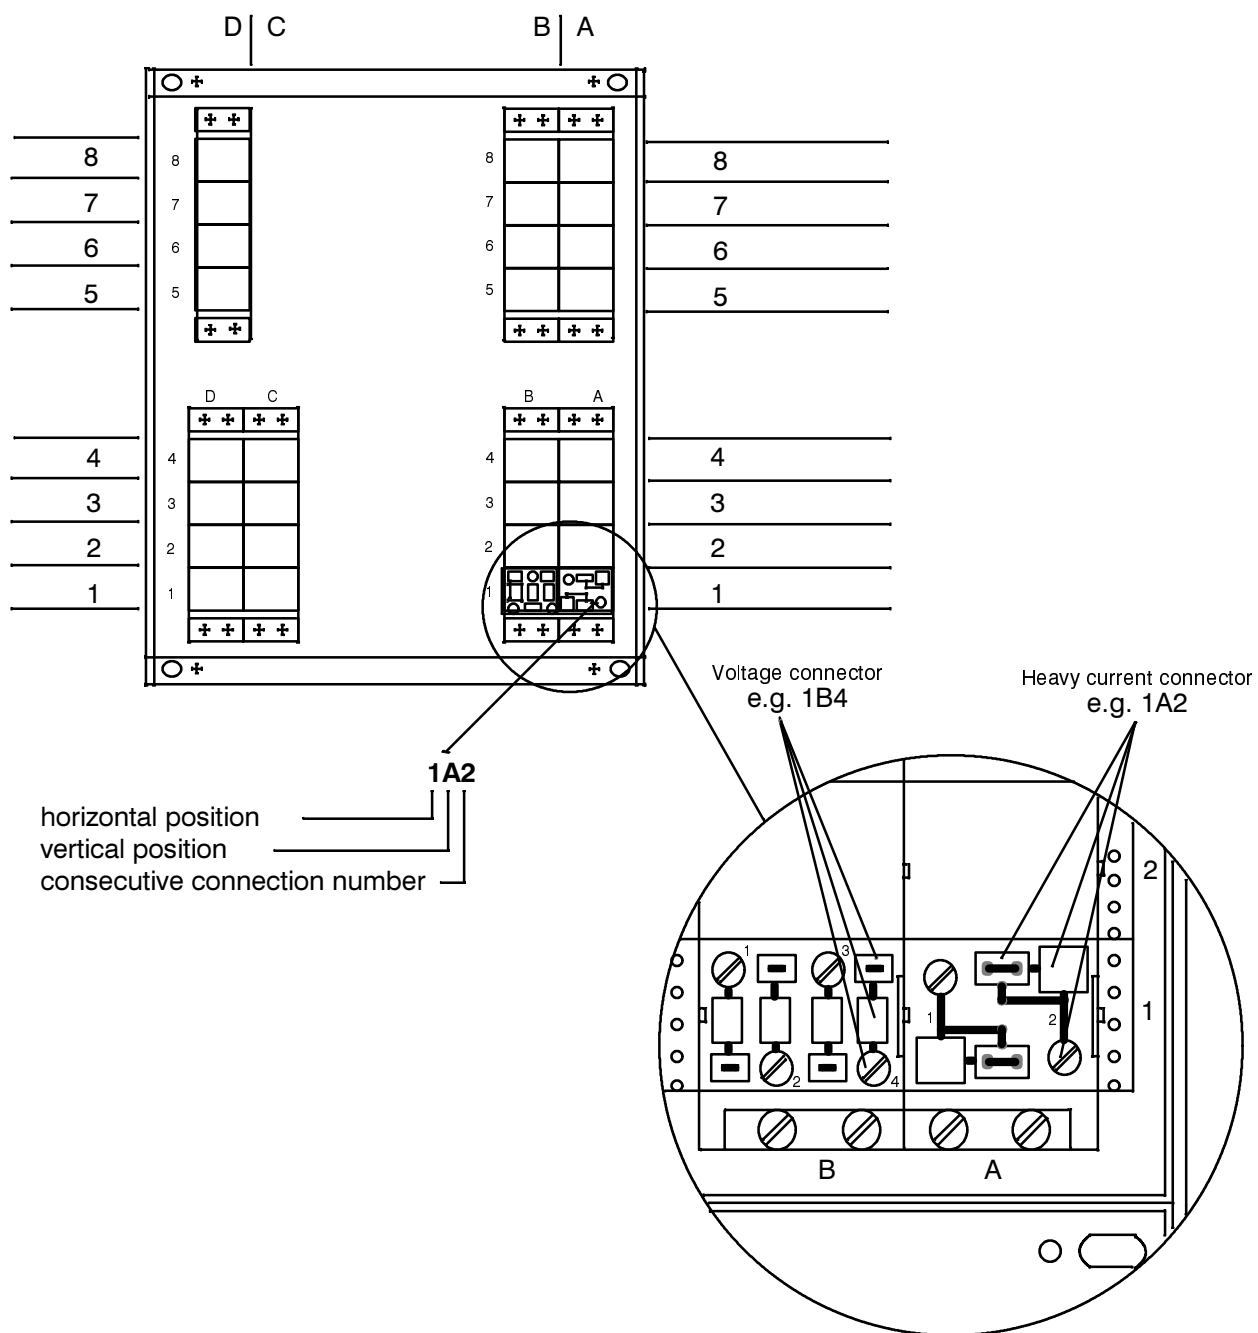 D C B A
8 8 8 8
7 7 7 7
6 6 6 6
5 5 5 5
D C B A
4 4 4 4
3 3 3 3
2 2 2 2
1 1 1 1
Voltage connector
e.g. 1B4
Heavy current connector
e.g. 1A2
1A2
horizontal position
vertical position
consecutive connection number
2
1 3
1 2 1
2 4
B A